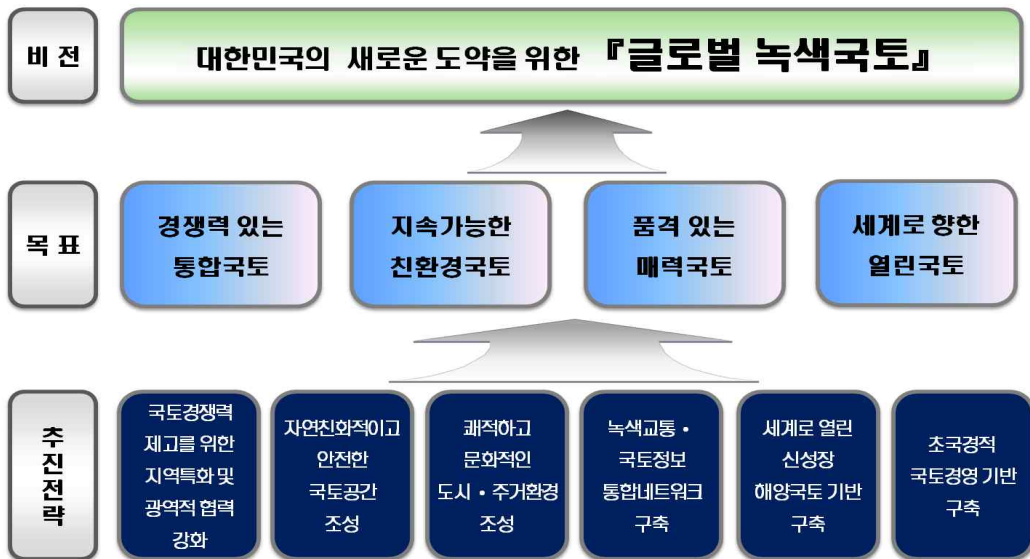 비 전
대한민국의 새로운 도약을 위한 『글로벌 녹색국토』
목 표
경쟁력 있는
통합국토
지속가능한
친환경국토
품격 있는
매력국토
세계로 향한
열린국토
추진전략
국토경쟁력
제고를 위한
지역특화 및
광역적 협력
강화
자연친화적이고
안전한
국토공간
조성
쾌적하고
문화적인
도시 • 주거환경
조성
녹색교통 •
국토정보
통합네트워크
구축
세계로 열린
신성장
해양국토 기반
구축
초국경적
국토경영 기반
구축